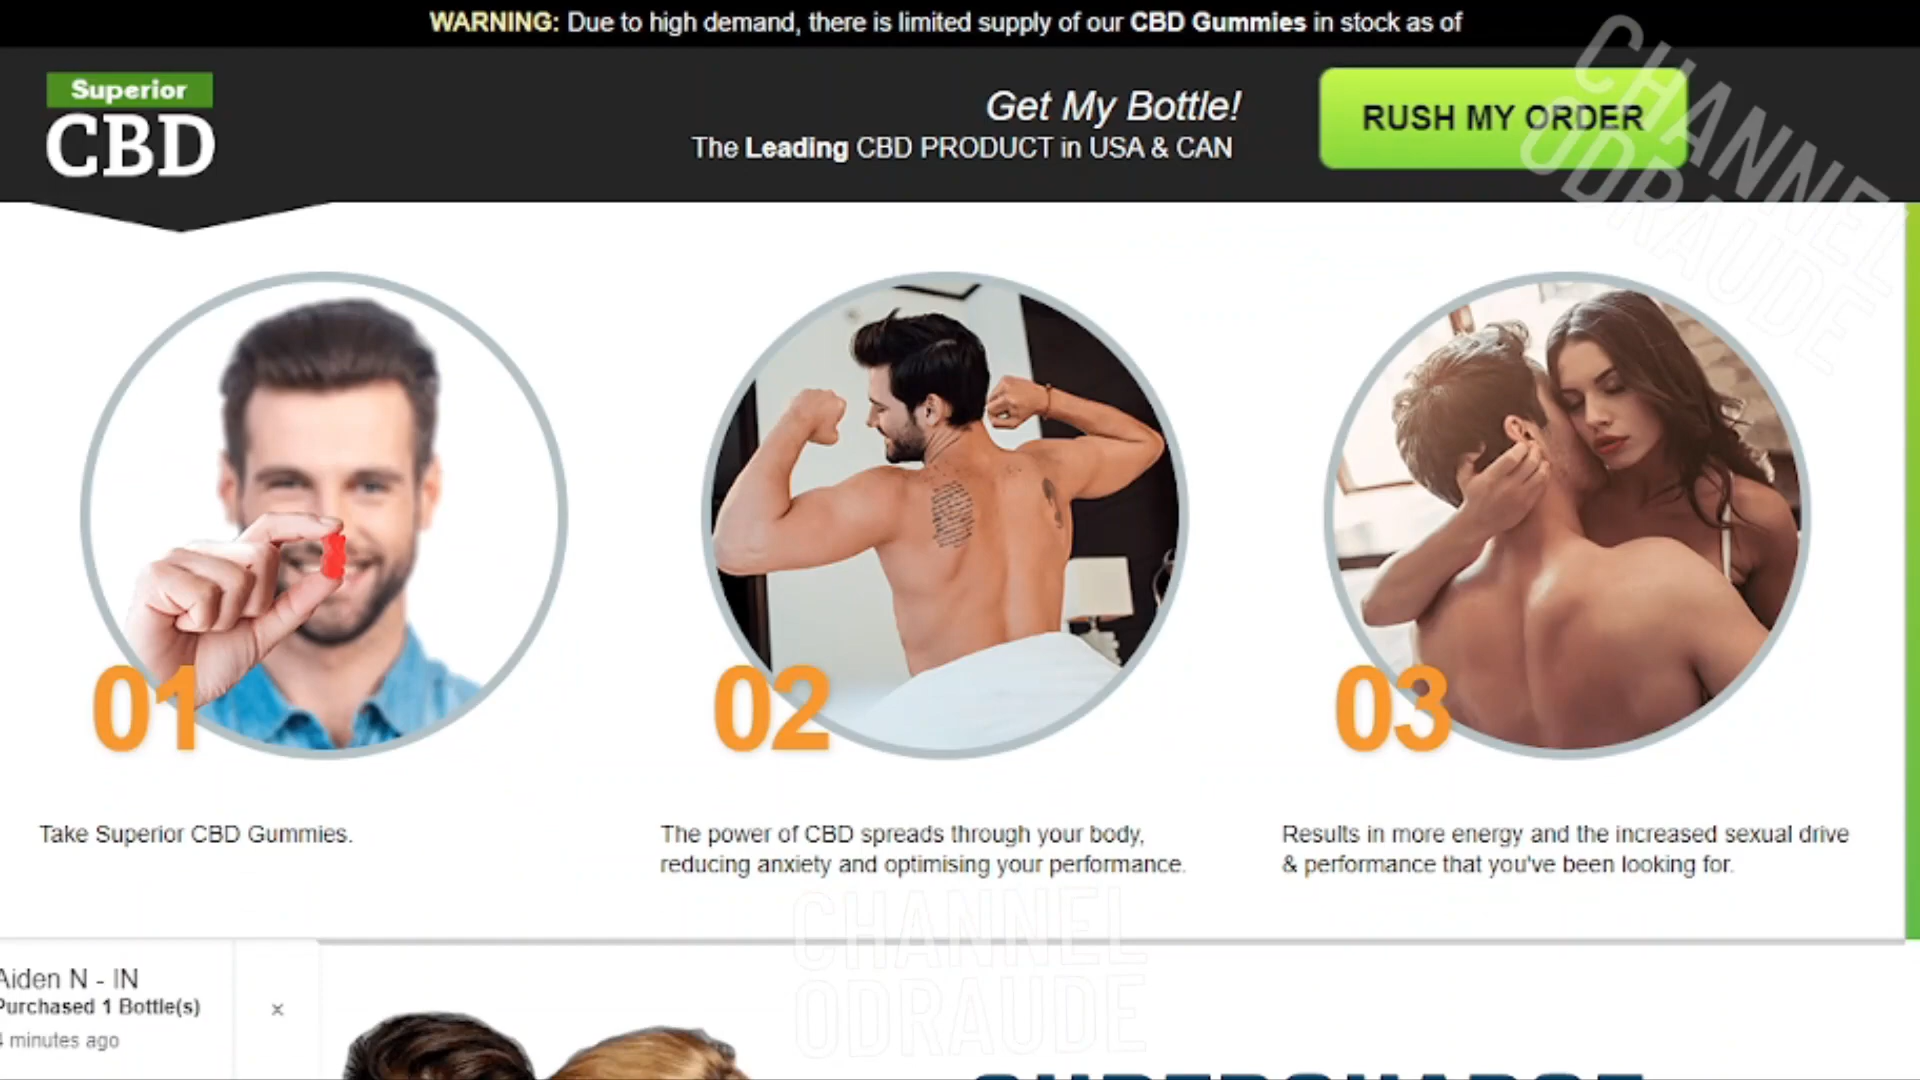 WARNING: Due to high demand, there is limited supply of our CBD Gummies in stock as of
Superior
CBD
Get My Bottle!
The Leading CBD PRODUCT in USA & CAN
RUSH MY ORDER
CHANNEL
ODRAUDE
01
02
03
Take Superior CBD Gummies.
The power of CBD spreads through your body,
reducing anxiety and optimising your performance.
Results in more energy and the increased sexual drive
& performance that you've been looking for.
CHANNEL
ODRAUDE
Aiden N - IN
Purchased 1 Bottle(s)
minutes ago
×